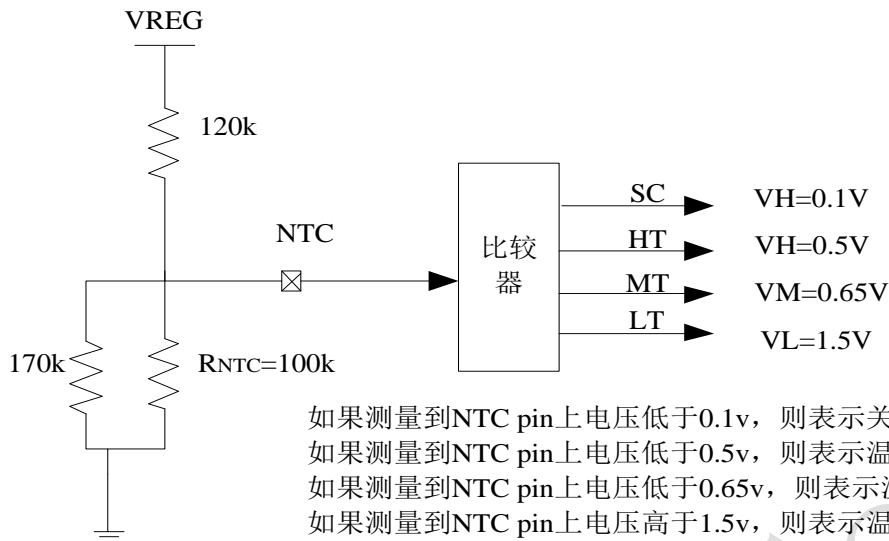 VREG
120k
NTC
170k
RNTC=100k
比较
器
SC
VH=0.1V
HT
VH=0.5V
MT
VM=0.65V
LT
VL=1.5V
如果测量到NTC pin上电压低于0.1v，则表示关
如果测量到NTC pin上电压低于0.5v，则表示温
如果测量到NTC pin上电压低于0.65v，则表示
如果测量到NTC pin上电压高于1.5v，则表示温